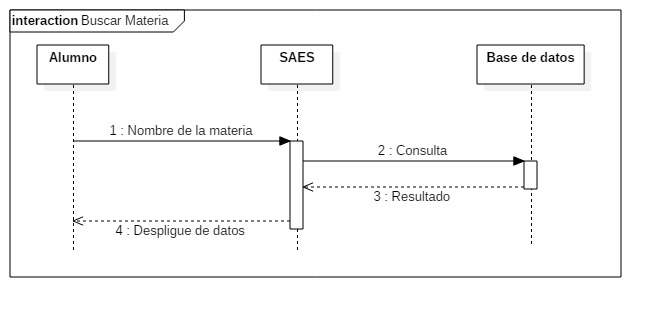 interaction Buscar Materia
Alumno
SAES
Base de datos
1 : Nombre de la materia
2 : Consulta
3 : Resultado
4 : Despligue de datos